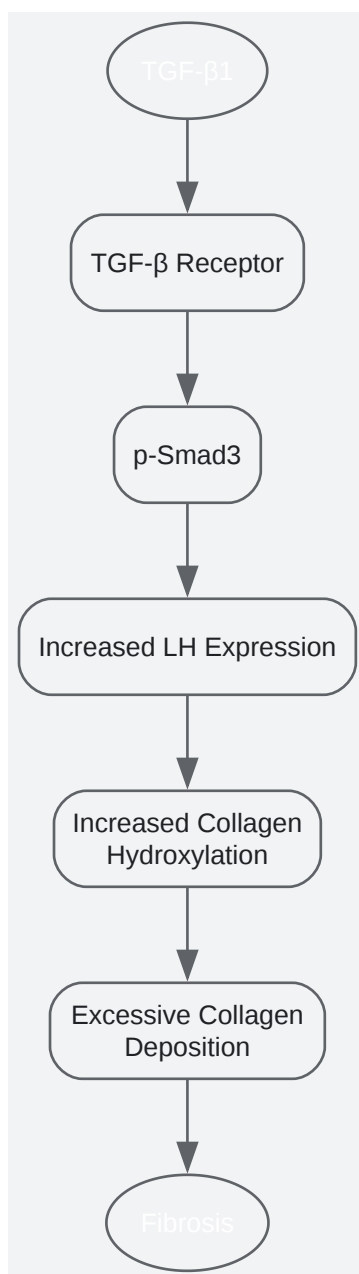 TGF-β1
TGF-β Receptor
p-Smad3
Increased LH Expression
Increased Collagen
Hydroxylation
Excessive Collagen
Deposition
Fibrosis